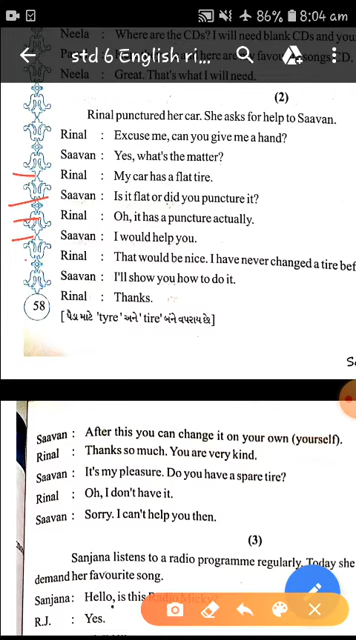 86% 8:04 am
Neela : Where are the CDs? I will need blank CDs and you
std 6 English ri...
Neela : Great. That's what I will need.
(2)
Rinal punctured her car. She asks for help to Saavan.
Rinal : Excuse me, can you give me a hand?
Saavan : Yes, what's the matter?
Rinal : My car has a flat tire.
Saavan : Is it flat or did you puncture it?
Rinal : Oh, it has a puncture actually.
Saavan : I would help you.
Rinal : That would be nice. I have never changed a tire bef
Saavan : I'll show you how to do it.
Rinal : Thanks.
58
[પૈડા માટે 'tyre' અને 'tire' બંને વપરાય છે]
Saavan : After this you can change it on your own (yourself).
Rinal : Thanks so much. You are very kind.
Saavan : It's my pleasure. Do you have a spare tire?
Rinal : Oh, I don't have it.
Saavan : Sorry. I can't help you then.
(3)
Sanjana listens to a radio programme regularly. Today she
demand her favourite song.
Sanjana : Hello, is this Radio
R.J. : Yes.